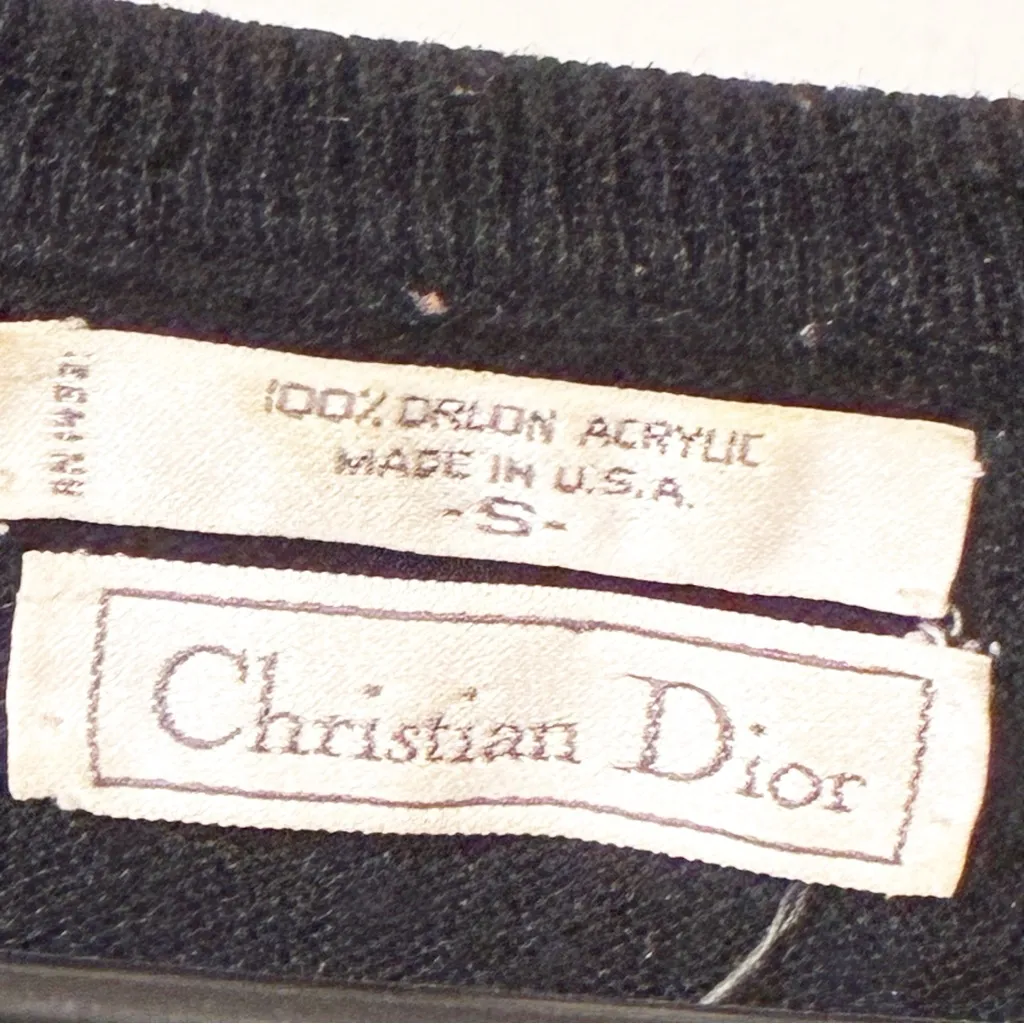 100% ORLON ACRYLIC
MADE IN U.S.A.
-S-
Christian Dior